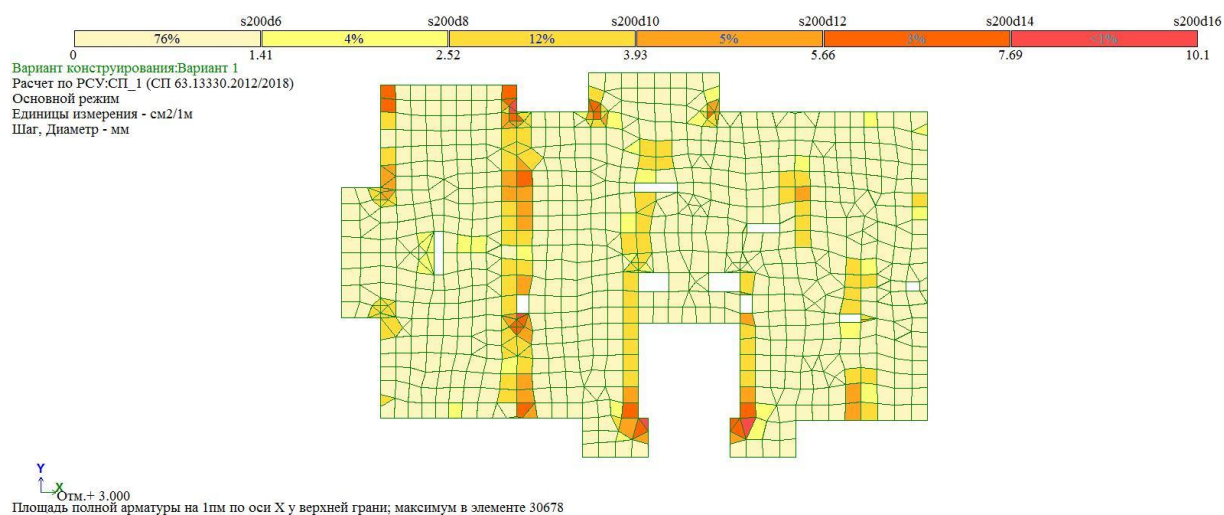 s200d6 s200d8 s200d10 s200d12 s200d14 s200d16
76% 4% 12% 5% 3% <1%
0 1.41 2.52 3.93 5.66 7.69 10.1
Вариант конструирования:Вариант 1
Расчет по РСУ:СП_1 (СП 63.13330.2012/2018)
Основной режим
Единицы измерения - см2/1м
Шаг, Диаметр - мм
Y
X
Отм.+ 3.000
Площадь полной арматуры на 1пм по оси X у верхней грани; максимум в элементе 30678